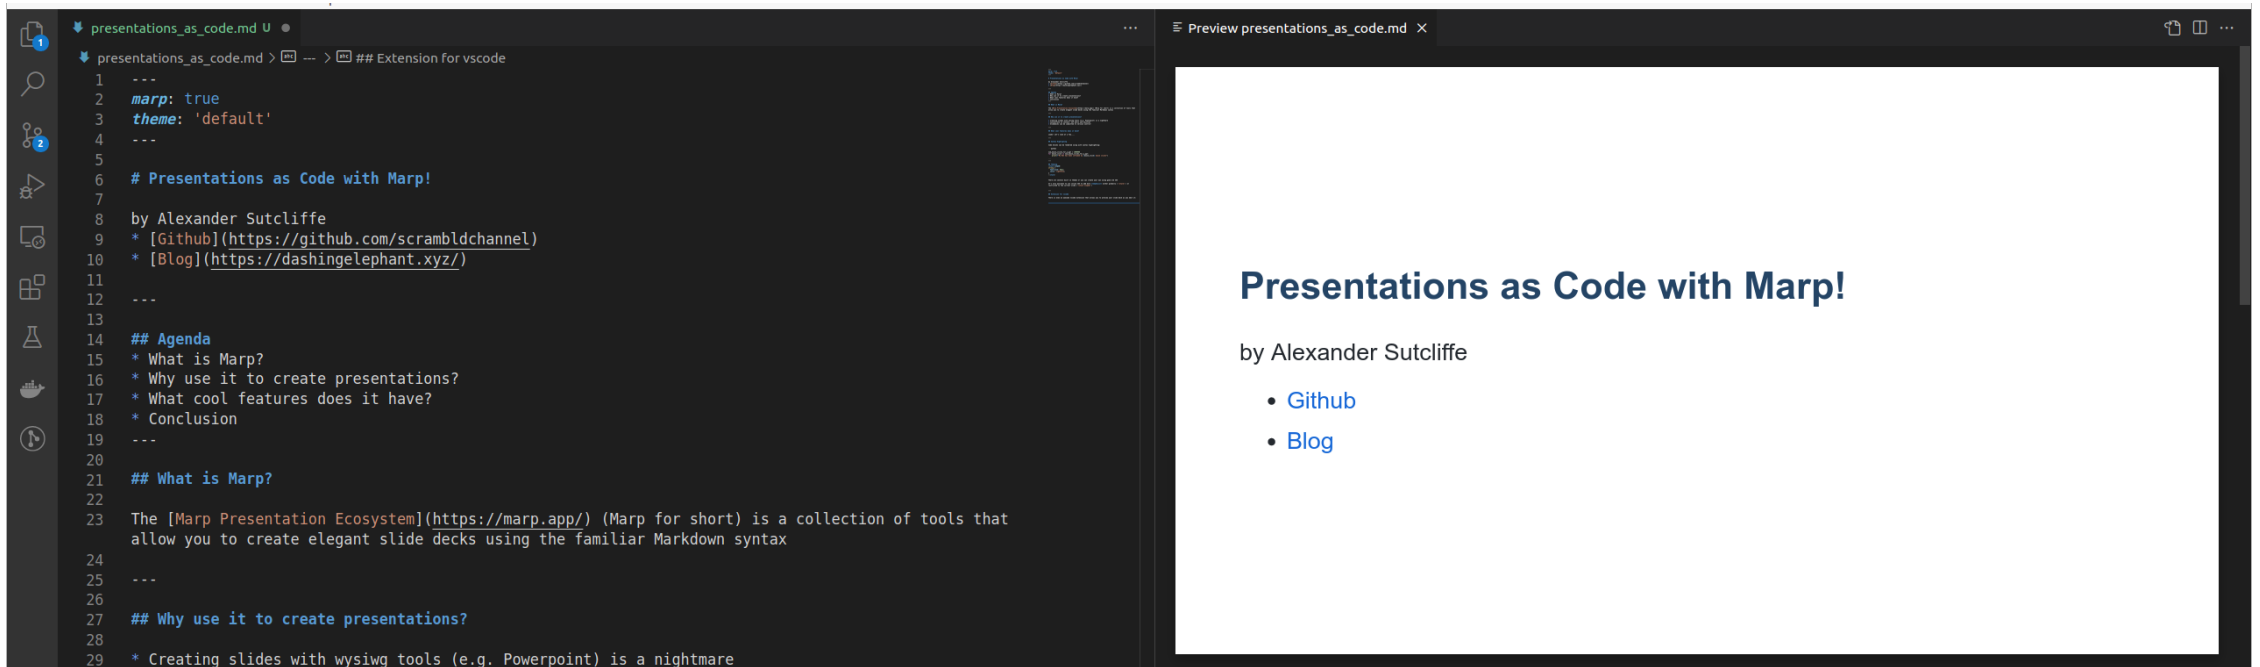 presentations_as_code.md U
presentations_as_code.md > --- > ## Extension for vscode
1 ---
2 marp: true
3 theme: 'default'
4 ---
5
6 # Presentations as Code with Marp!
7
8 by Alexander Sutcliffe
9 * [Github](https://github.com/scrambldchannel)
10 * [Blog](https://dashingelephant.xyz/)
11
12 ---
13
14 ## Agenda
15 * What is Marp?
16 * Why use it to create presentations?
17 * What cool features does it have?
18 * Conclusion
19 ---
20
21 ## What is Marp?
22
23 The [Marp Presentation Ecosystem](https://marp.app/) (Marp for short) is a collection of tools that
allow you to create elegant slide decks using the familiar Markdown syntax
24
25 ---
26
27 ## Why use it to create presentations?
28
29 * Creating slides with wysiwg tools (e.g. Powerpoint) is a nightmare
1
2
Preview presentations_as_code.md
Presentations as Code with Marp!
by Alexander Sutcliffe
• Github
• Blog